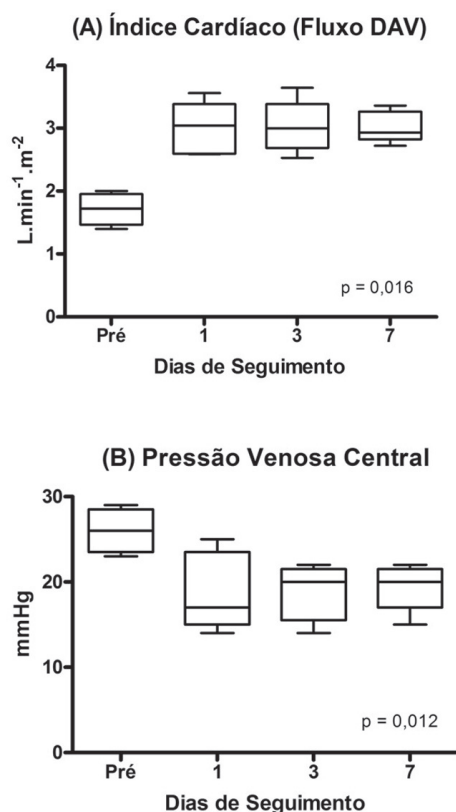 (A) Índice Cardíaco (Fluxo DAV)
4
3
2
1
0
L.min⁻¹.m⁻²
p = 0,016
Pré 1 3 7
Dias de Seguimento
(B) Pressão Venosa Central
30
20
10
0
mmHg
p = 0,012
Pré 1 3 7
Dias de Seguimento